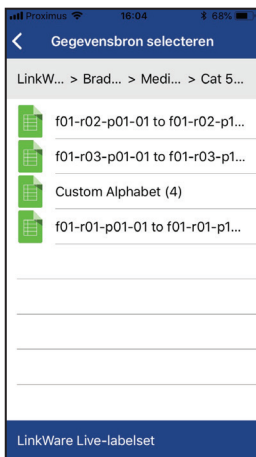 Proximus 16:04 68%
Gegevensbron selecteren
LinkW... > Brad... > Medi... > Cat 5...
f01-r02-p01-01 to f01-r02-p1...
f01-r03-p01-01 to f01-r03-p1...
Custom Alphabet (4)
f01-r01-p01-01 to f01-r01-p1...
LinkWare Live-labelset